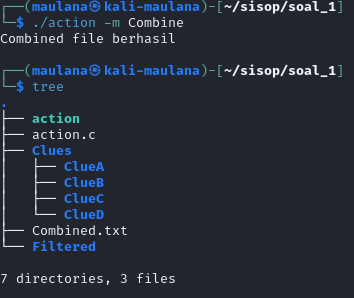 ┌──(maulana㉿kali-maulana)-[~/sisop/soal_1]
└─$ ./action -m Combine
Combined file berhasil
┌──(maulana㉿kali-maulana)-[~/sisop/soal_1]
└─$ tree
.
├── action
├── action.c
├── Clues
│   ├── ClueA
│   ├── ClueB
│   ├── ClueC
│   └── ClueD
├── Combined.txt
└── Filtered
7 directories, 3 files